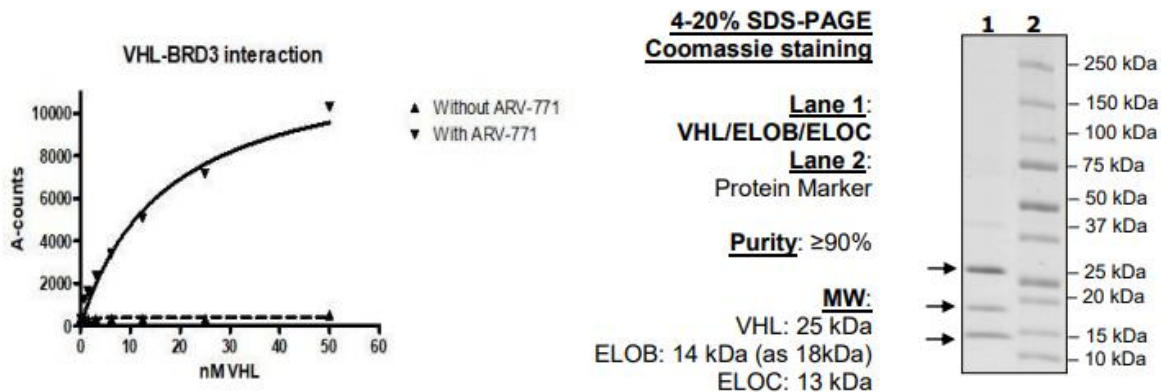 VHL-BRD3 interaction
10000
8000
6000
4000
2000
0
A-counts
0 10 20 30 40 50 60
nM VHL
Without ARV-771
With ARV-771
4-20% SDS-PAGE
Coomassie staining
Lane 1:
VHL/ELOB/ELOC
Lane 2:
Protein Marker
Purity: ≥90%
MW:
VHL: 25 kDa
ELOB: 14 kDa (as 18kDa)
ELOC: 13 kDa
1 2
250 kDa
150 kDa
100 kDa
75 kDa
50 kDa
37 kDa
25 kDa
20 kDa
15 kDa
10 kDa